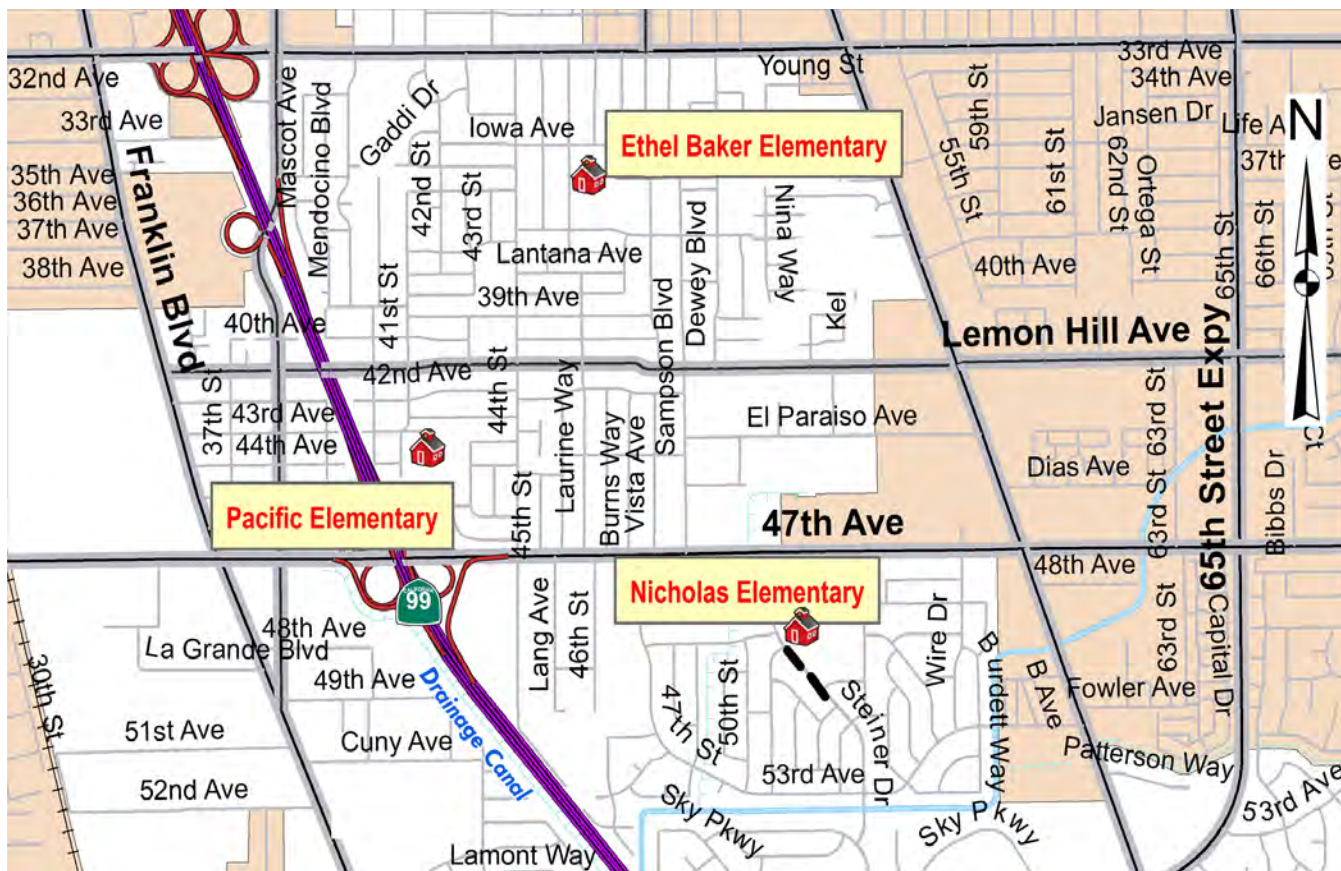 Young St
33rd Ave
32nd Ave
34th Ave
33rd Ave
Mascot Ave
Mendocino Blvd
Gaddi Dr
Iowa Ave
Ethel Baker Elementary
59th St
Jansen Dr
N
37th
35th Ave
36th Ave
37th Ave
38th Ave
Franklin Blvd
42nd St
43rd St
Lantana Ave
Nina Way
55th St
61st St
62nd St
Ortega St
65th St
66th St
40th Ave
41st St
39th Ave
Sampson Blvd
Dewey Blvd
Kel
40th Ave
Lemon Hill Ave
65th Street Expy
42nd Ave
37th St
43rd Ave
44th Ave
44th St
Laurine Way
Burns Way
Vista Ave
El Paraiso Ave
63rd St
Dias Ave
63rd St
Ct
Bibbs Dr
Pacific Elementary
45th St
47th Ave
48th Ave
CALIFORNIA
99
Nicholas Elementary
48th Ave
La Grande Blvd
49th Ave
Lang Ave
46th St
Wire Dr
Burdett Way
B Ave
63rd St
Capital Dr
Fowler Ave
30th St
51st Ave
Cuny Ave
Drainage Canal
47th St
50th St
Steiner Dr
53rd Ave
Patterson Way
52nd Ave
Sky Pkwy
Sky Pkwy
53rd Ave
Lamont Way